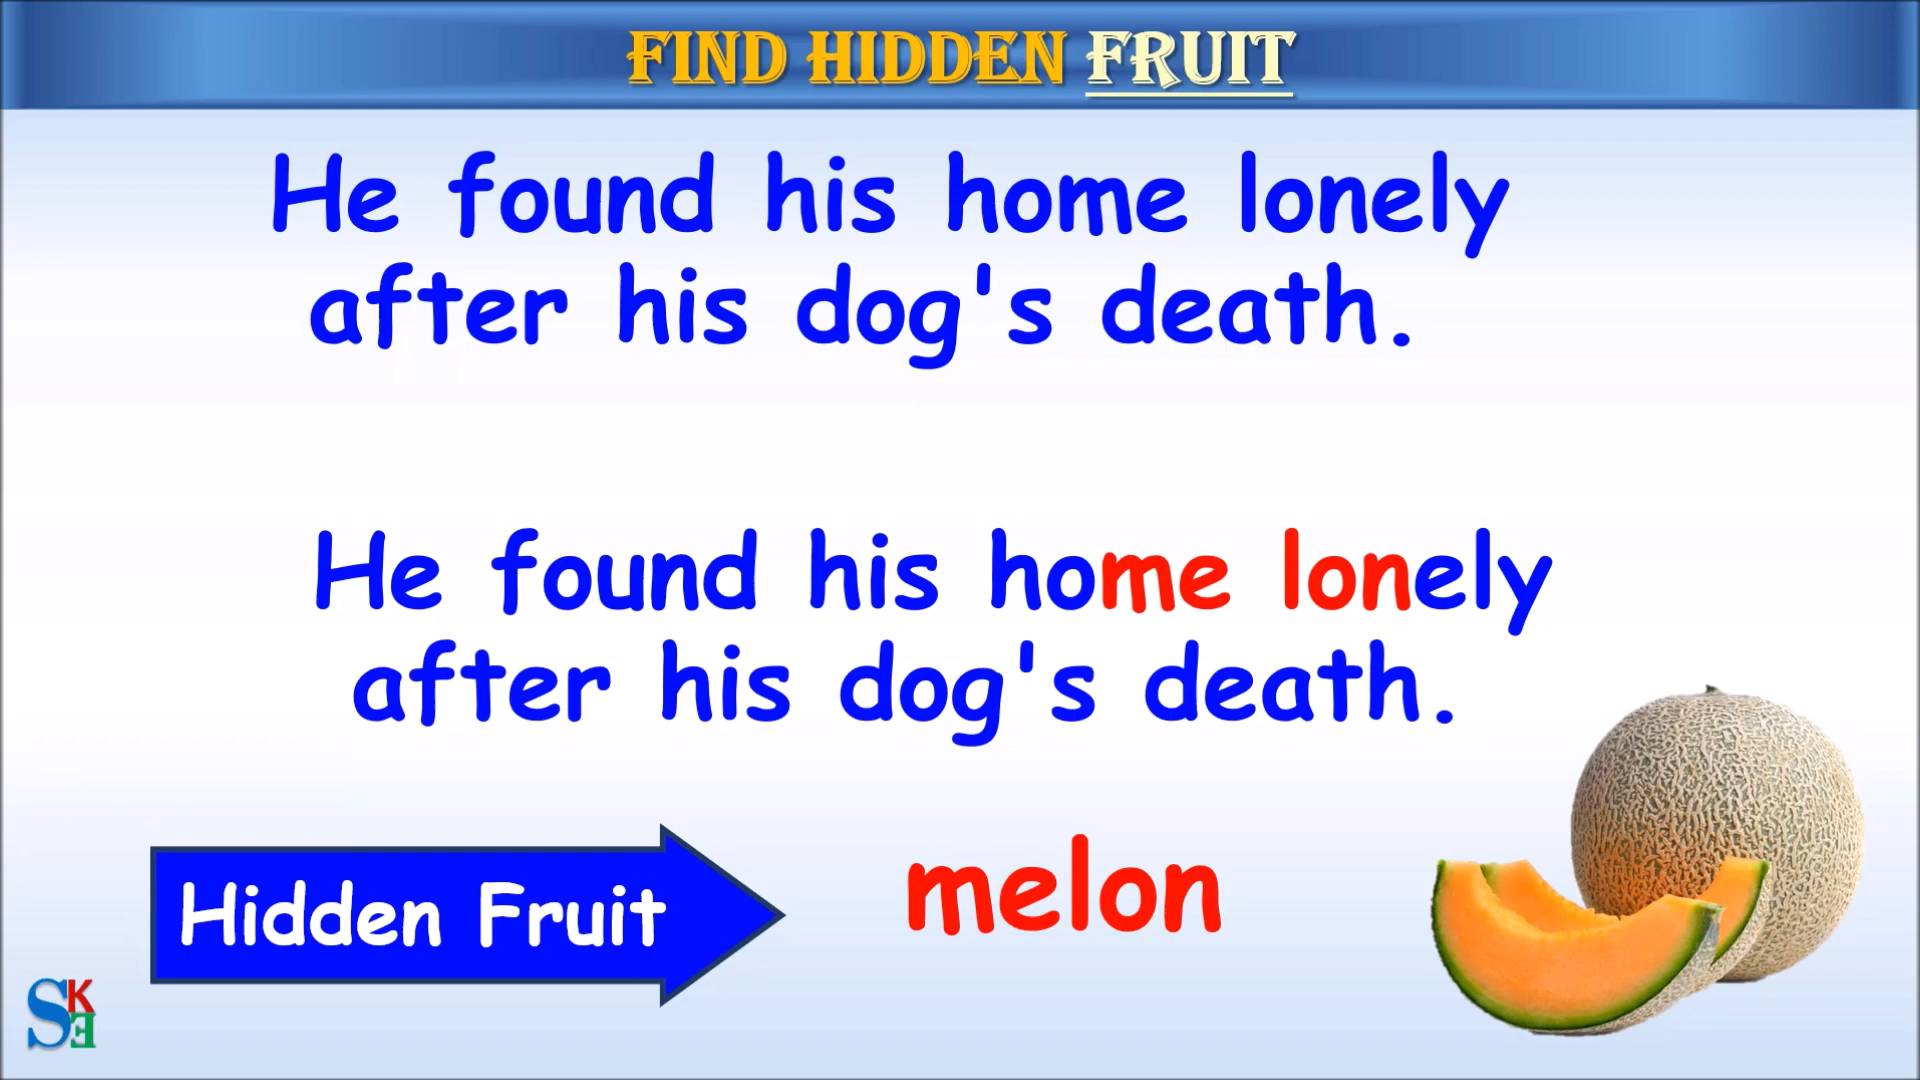 FIND HIDDEN FRUIT
He found his home lonely
after his dog's death.
He found his home lonely
after his dog's death.
Hidden Fruit
melon
SKE